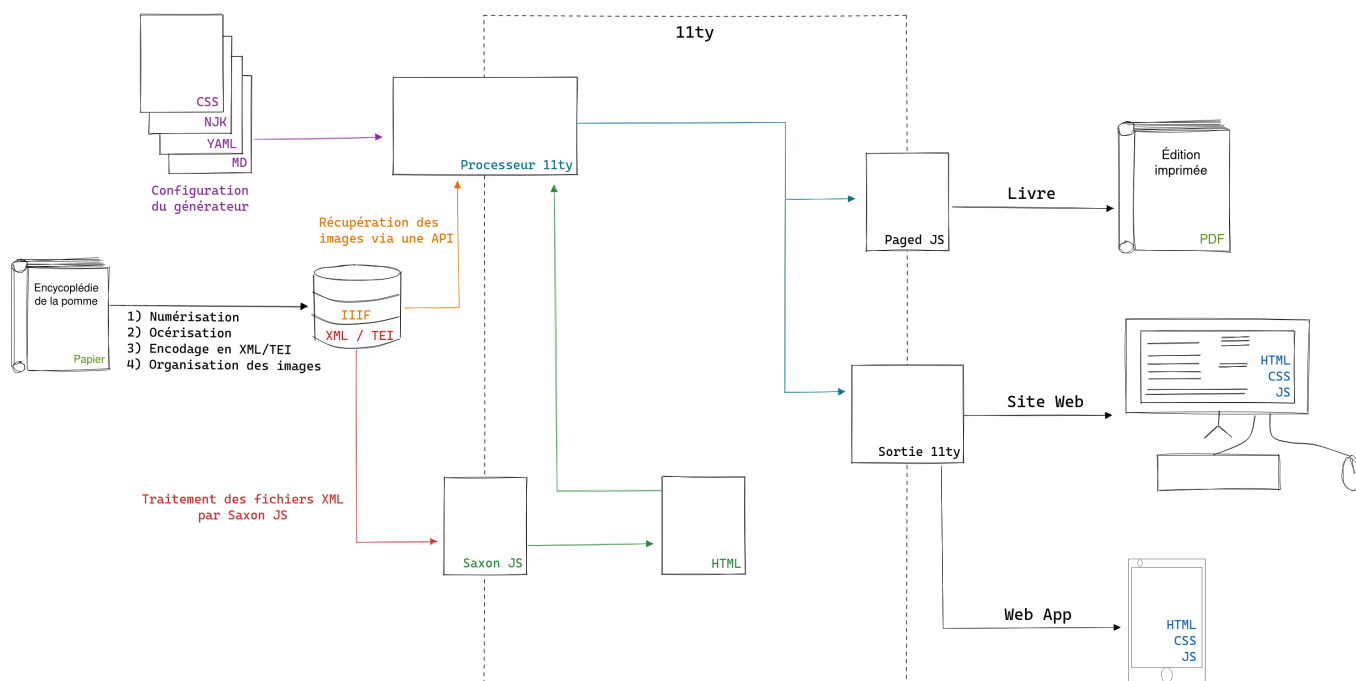 11ty
CSS
NJK
YAML
MD
Configuration
du générateur
Processeur 11ty
Récupération des
images via une API
Encycoplédie
de la pomme
Papier
1) Numérisation
2) Océrisation
3) Encodage en XML/TEI
4) Organisation des images
IIIF
XML / TEI
Traitement des fichiers XML
par Saxon JS
Saxon JS
HTML
Paged JS
Livre
Édition
imprimée
PDF
Sortie 11ty
Site Web
HTML
CSS
JS
Web App
HTML
CSS
JS